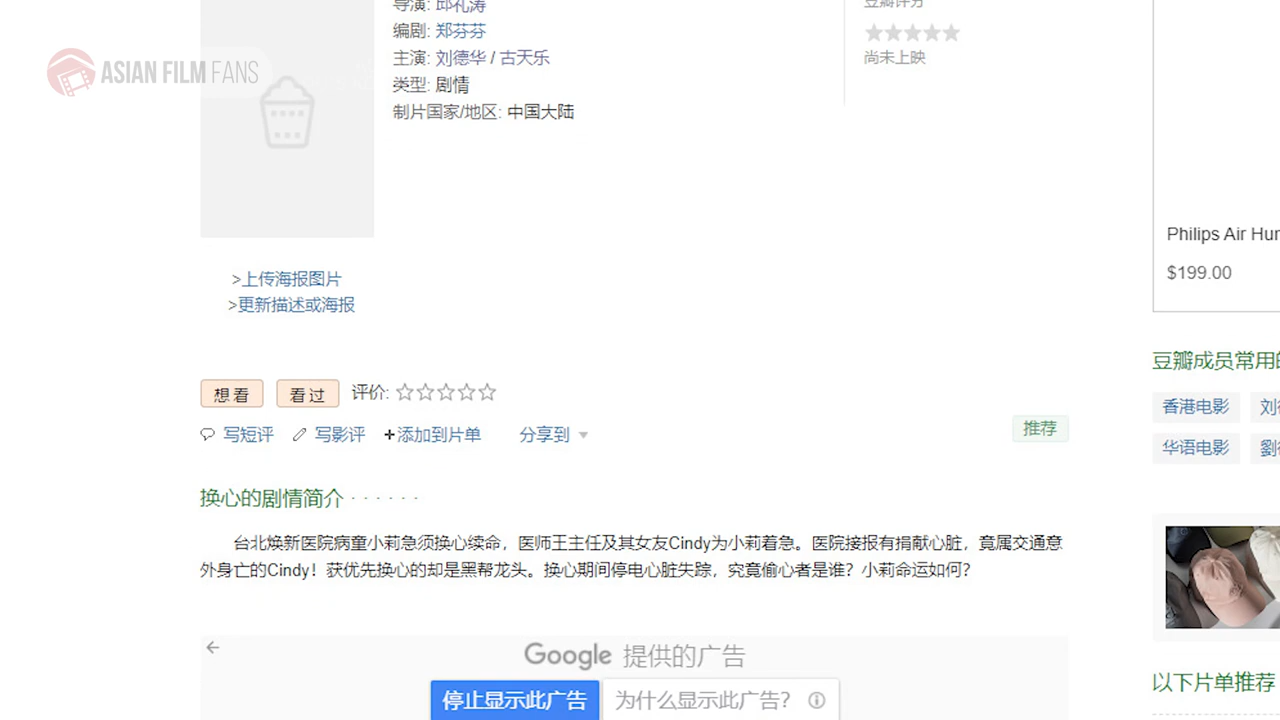 导演: 邱礼涛
豆瓣评分
编剧: 郑芬芬
主演: 刘德华 / 古天乐
尚未上映
ASIAN FILM FANS
类型: 剧情
制片国家/地区: 中国大陆
Philips Air Hur
$199.00
>上传海报图片
>更新描述或海报
豆瓣成员常用的
想看 看过 评价:
香港电影 刘德
写短评 写影评 +添加到片单 分享到
推荐
华语电影 劉德
换心的剧情简介 · · · · · ·
台北焕新医院病童小莉急须换心续命，医师王主任及其女友Cindy为小莉着急。医院接报有捐献心脏，竟属交通意
外身亡的Cindy！获优先换心的却是黑帮龙头。换心期间停电心脏失踪，究竟偷心者是谁？小莉命运如何？
Google 提供的广告
停止显示此广告 为什么显示此广告？
以下片单推荐